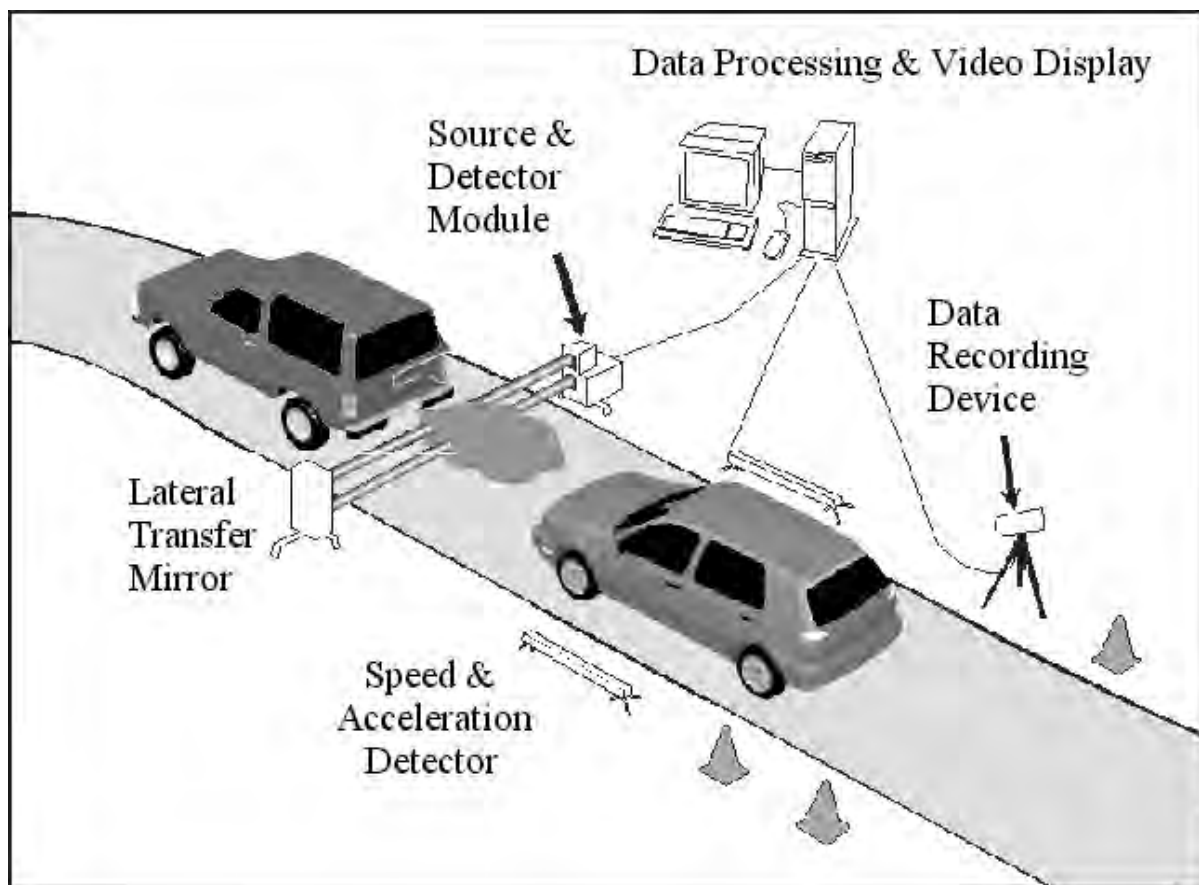 Data Processing & Video Display
Source &
Detector
Module
Data
Recording
Device
Lateral
Transfer
Mirror
Speed &
Acceleration
Detector